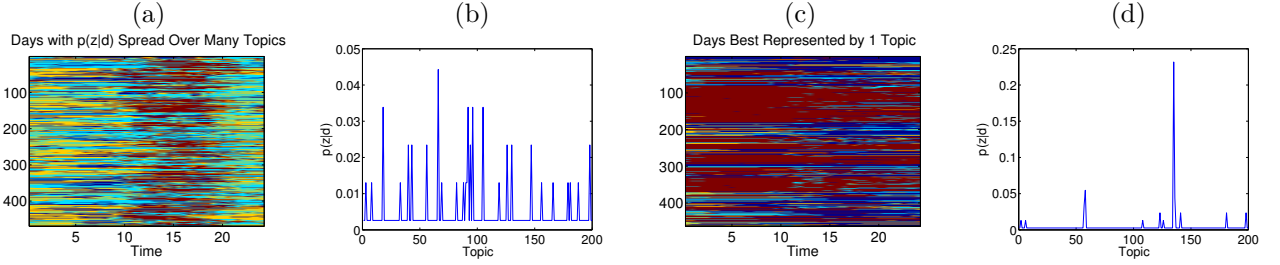 (a)
Days with p(z|d) Spread Over Many Topics
100
200
300
400
5 10 15 20
Time
(b)
0.05
0.04
0.03
0.02
0.01
0
p(z|d)
0 50 100 150 200
Topic
(c)
Days Best Represented by 1 Topic
100
200
300
400
5 10 15 20
Time
(d)
0.25
0.2
0.15
0.1
0.05
0
p(z|d)
0 50 100 150 200
Topic